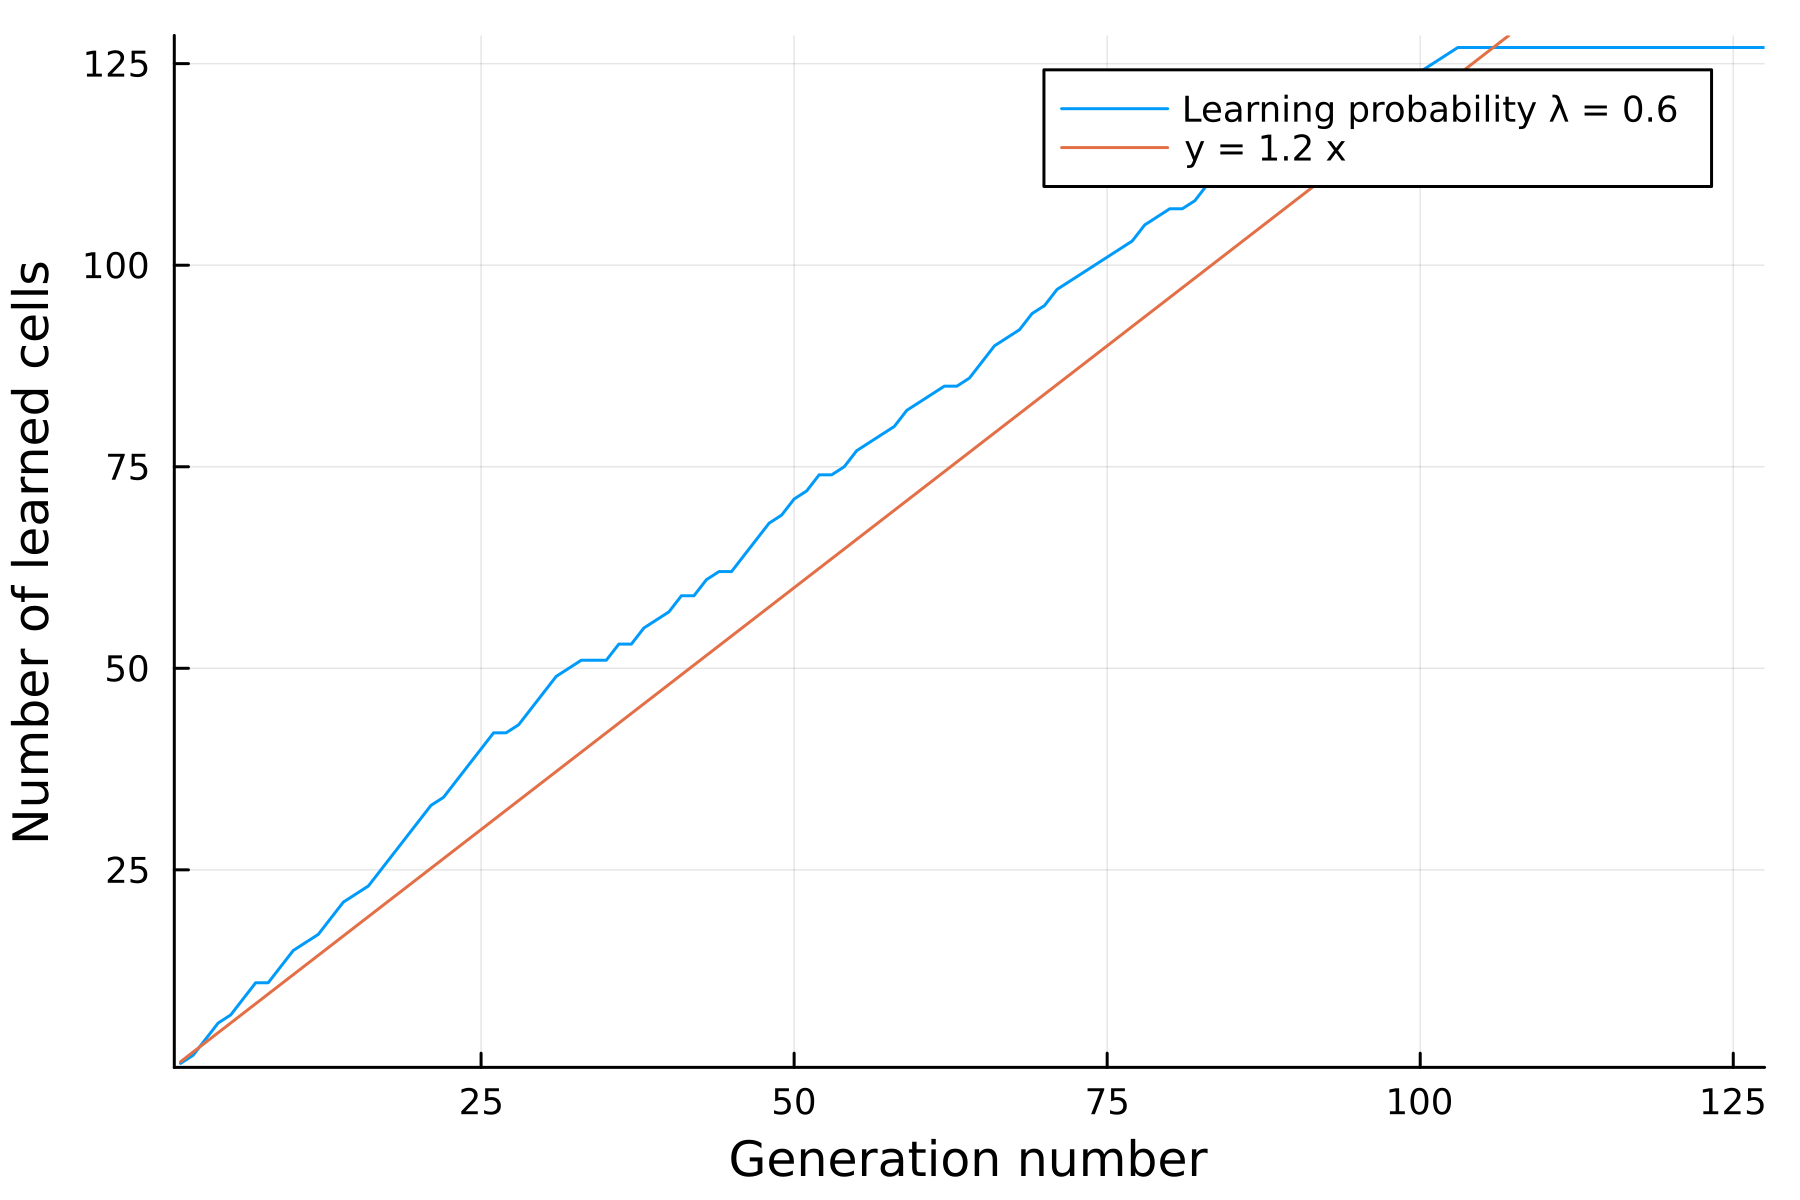 125
100
75
50
25
Number of learned cells
Learning probability λ = 0.6
y = 1.2 x
25 50 75 100 125
Generation number